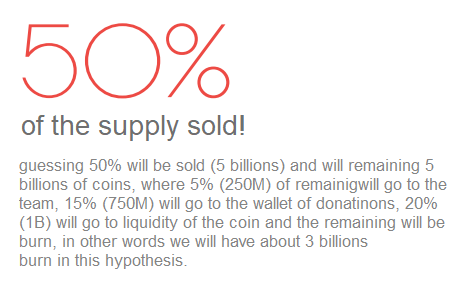 50%
of the supply sold!
guessing 50% will be sold (5 billions) and will remaining 5
billions of coins, where 5% (250M) of remainigwill go to the
team, 15% (750M) will go to the wallet of donatinons, 20%
(1B) will go to liquidity of the coin and the remaining will be
burn, in other words we will have about 3 billions
burn in this hypothesis.